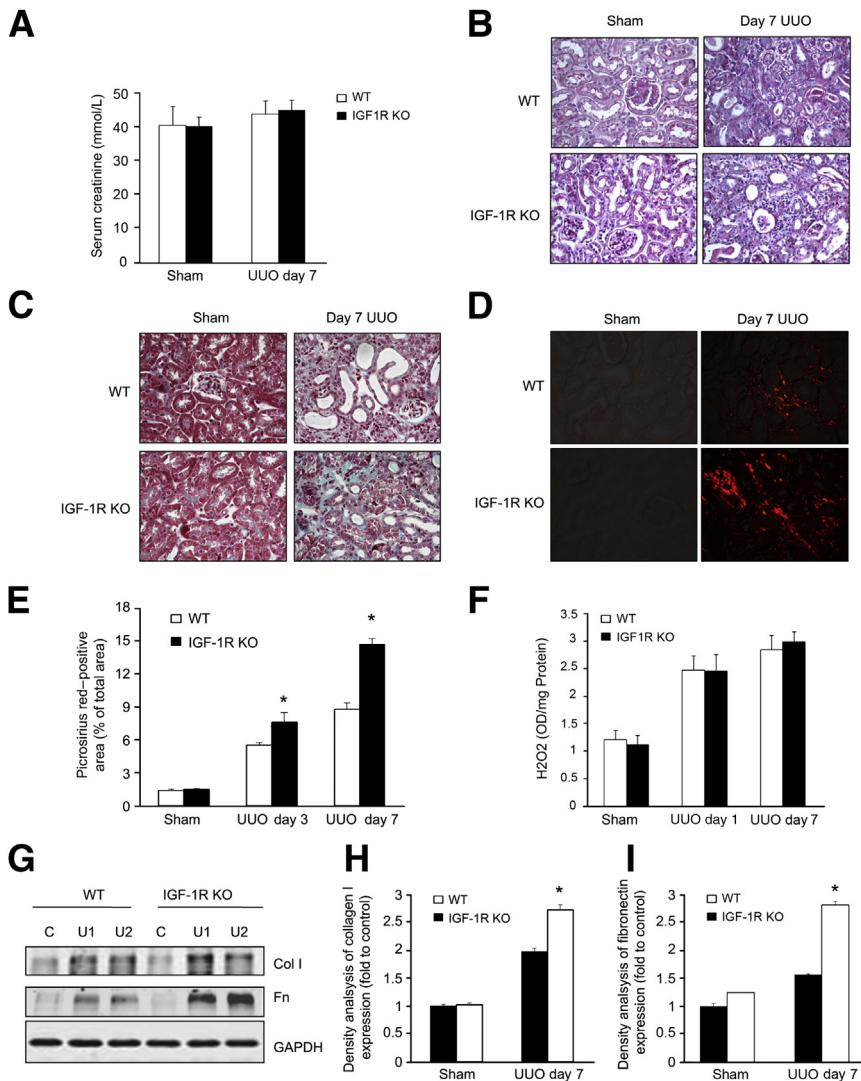 A
Serum creatinine (mmol/L)
50
40
30
20
10
0
WT
IGF1R KO
Sham
UUO day 7
B
Sham
Day 7 UUO
WT
IGF-1R KO
C
Sham
Day 7 UUO
WT
IGF-1R KO
D
Sham
Day 7 UUO
WT
IGF-1R KO
E
Picrosirius red–positive
area (% of total area)
18
15
12
9
6
3
0
WT
IGF-1R KO
*
*
Sham
UUO day 3
UUO day 7
F
H2O2 (OD/mg Protein)
3.5
3
2.5
2
1.5
1
0.5
0
WT
IGF1R KO
Sham
UUO day 1
UUO day 7
G
WT
IGF-1R KO
C
U1
U2
C
U1
U2
Col I
Fn
GAPDH
H
Density analsysis of collagen I
expression (fold to control)
3
2.5
2
1.5
1
0.5
0
WT
IGF-1R KO
*
Sham
UUO day 7
I
Density analysis of fibronectin
expression (fold to control)
3
2.5
2
1.5
1
0.5
0
WT
IGF-1R KO
*
Sham
UUO day 7